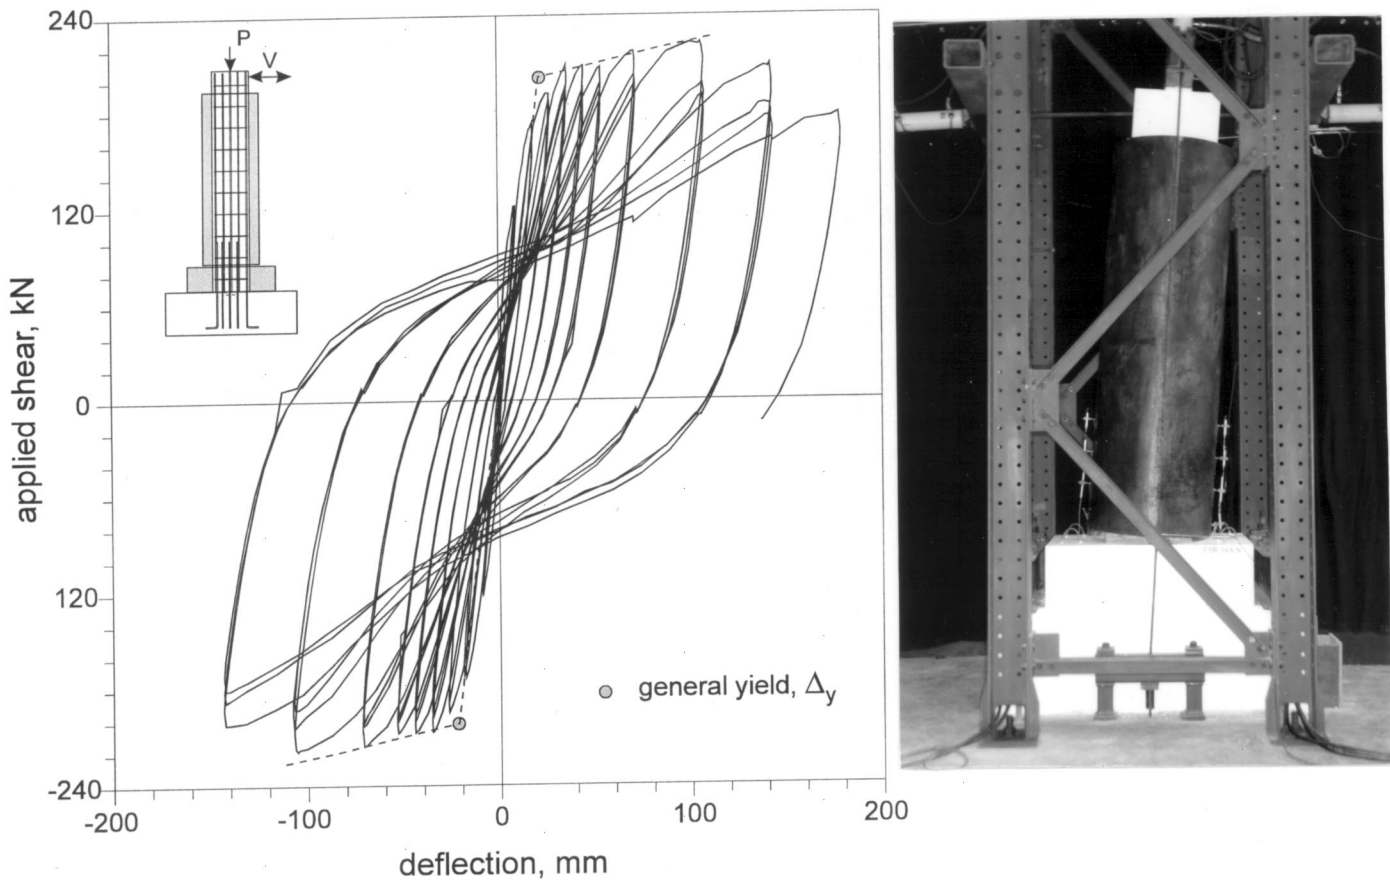 240
120
0
120
-240
-200
-100
0
100
200
applied shear, kN
deflection, mm
P
V
general yield, Δy